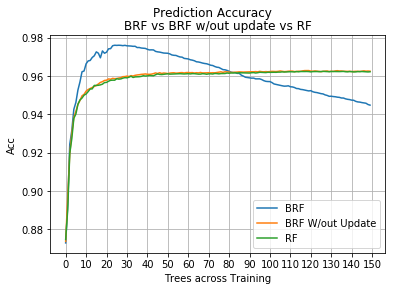 Prediction Accuracy
BRF vs BRF w/out update vs RF
0.98
0.96
0.94
0.92
0.90
0.88
Acc
BRF
BRF W/out Update
RF
0 10 20 30 40 50 60 70 80 90 100 110 120 130 140 150
Trees across Training